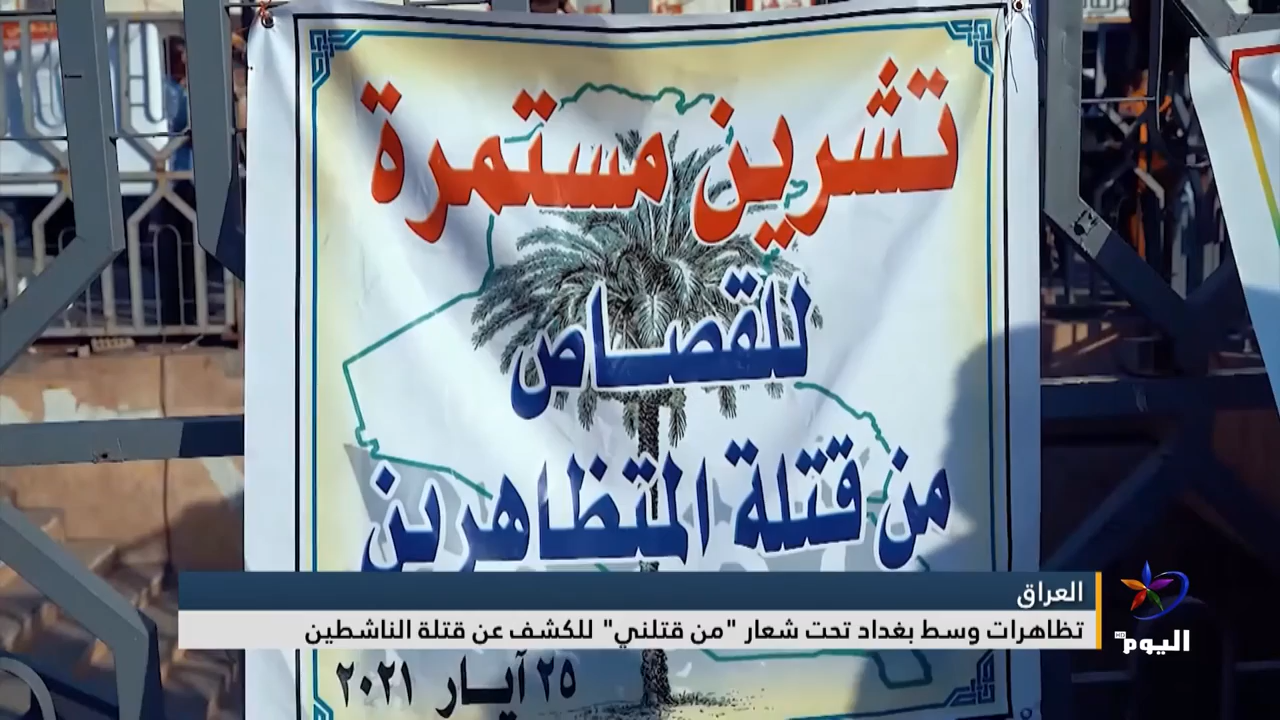 تشرين مستمرة
للقصاص
من قتلة المتظاهرين
العراق
تظاهرات وسط بغداد تحت شعار "من قتلني" للكشف عن قتلة الناشطين
٢٥ آيار ٢٠٢١
اليوم
HD